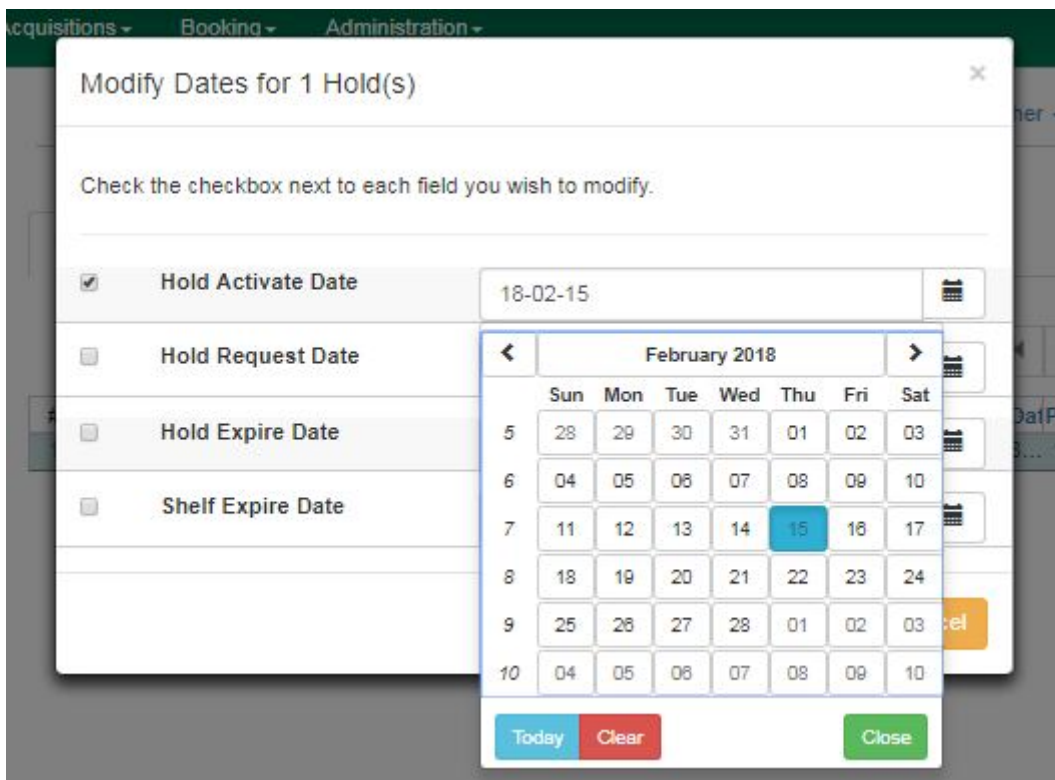 Acquisitions Booking Administration
Modify Dates for 1 Hold(s) ×
Check the checkbox next to each field you wish to modify.
Hold Activate Date 18-02-15
Hold Request Date
Hold Expire Date
Shelf Expire Date
February 2018
Sun Mon Tue Wed Thu Fri Sat
5 28 29 30 31 01 02 03
6 04 05 06 07 08 09 10
7 11 12 13 14 15 16 17
8 18 19 20 21 22 23 24
9 25 26 27 28 01 02 03
10 04 05 06 07 08 09 10
Today Clear Close